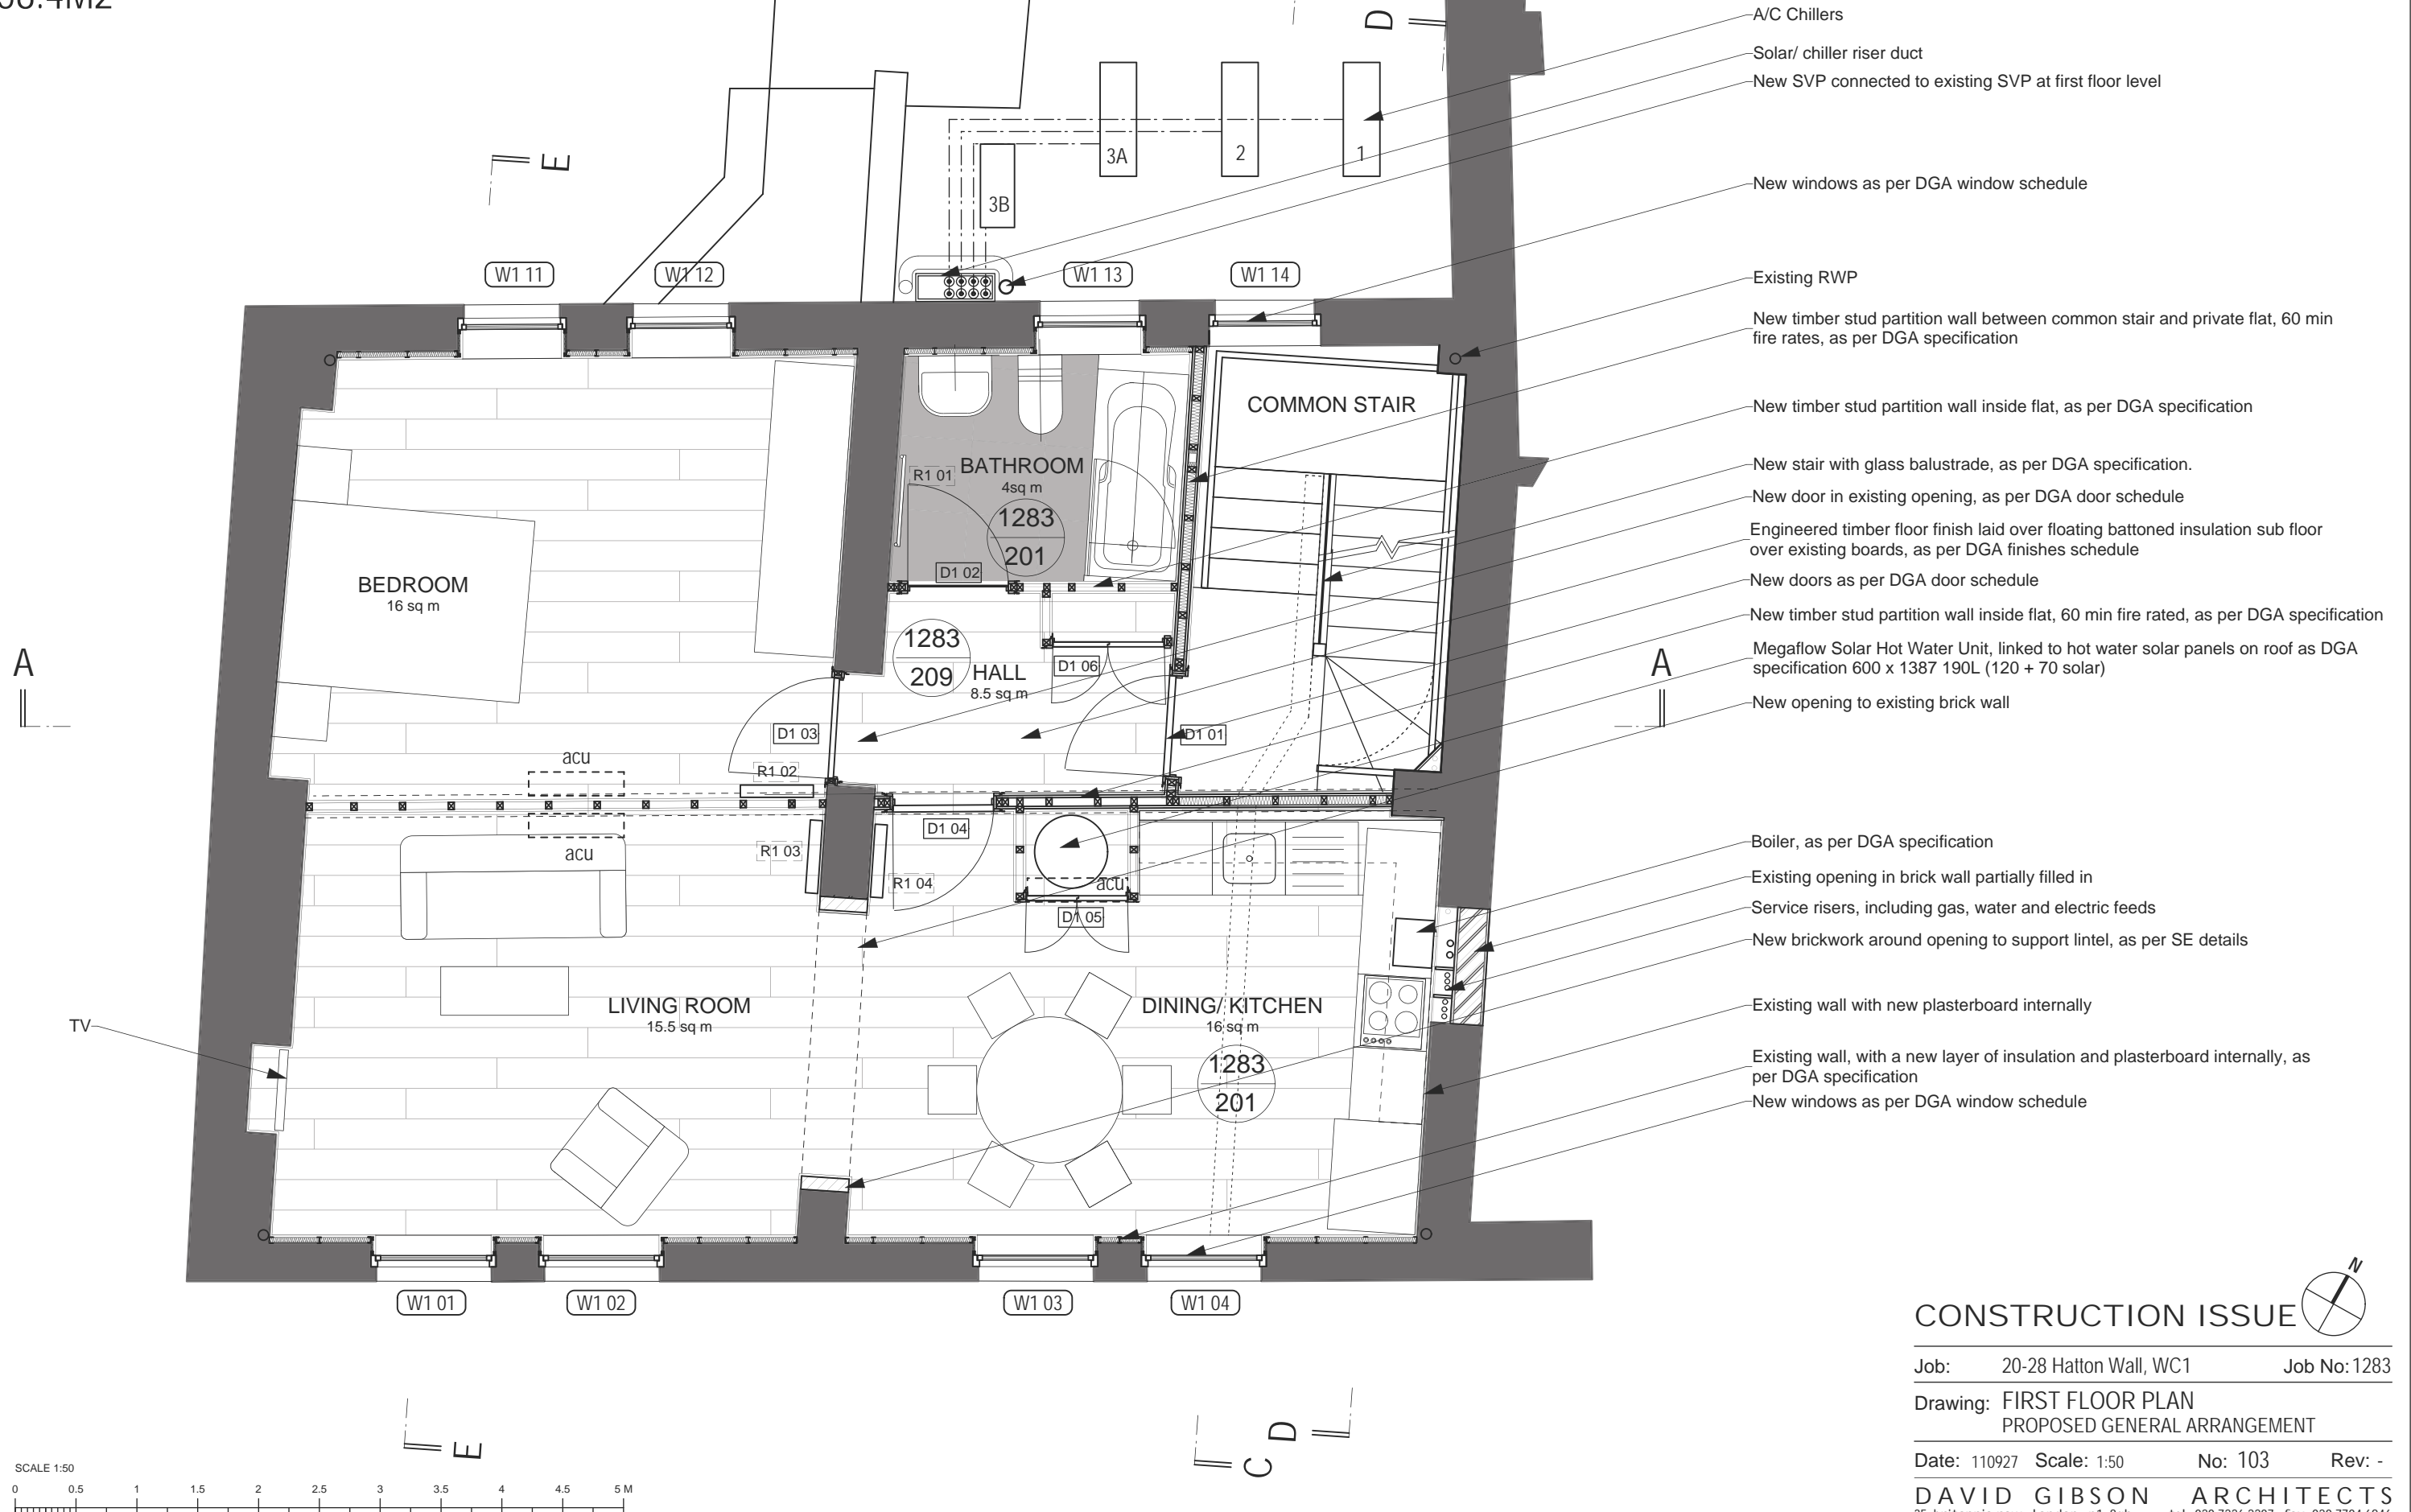 A/C Chillers
Solar/ chiller riser duct
New SVP connected to existing SVP at first floor level
New windows as per DGA window schedule
Existing RWP
New timber stud partition wall between common stair and private flat, 60 min
fire rates, as per DGA specification
New timber stud partition wall inside flat, as per DGA specification
New stair with glass balustrade, as per DGA specification.
New door in existing opening, as per DGA door schedule
Engineered timber floor finish laid over floating battoned insulation sub floor
over existing boards, as per DGA finishes schedule
New doors as per DGA door schedule
New timber stud partition wall inside flat, 60 min fire rated, as per DGA specification
Megaflow Solar Hot Water Unit, linked to hot water solar panels on roof as DGA
specification 600 x 1387 190L (120 + 70 solar)
New opening to existing brick wall
Boiler, as per DGA specification
Existing opening in brick wall partially filled in
Service risers, including gas, water and electric feeds
New brickwork around opening to support lintel, as per SE details
Existing wall with new plasterboard internally
Existing wall, with a new layer of insulation and plasterboard internally, as
per DGA specification
New windows as per DGA window schedule
D
E
3A
2
1
3B
W1 11
W1 12
W1 13
W1 14
COMMON STAIR
BATHROOM
4sq m
R1 01
1283
201
D1 02
BEDROOM
16 sq m
1283
209
HALL
8.5 sq m
D1 06
A
A
D1 03
D1 01
acu
R1 02
acu
R1 03
D1 04
R1 04
acu
D1 05
LIVING ROOM
15.5 sq m
DINING/ KITCHEN
16 sq m
1283
201
TV
W1 01
W1 02
W1 03
W1 04
E
D
C
SCALE 1:50
0 0.5 1 1.5 2 2.5 3 3.5 4 4.5 5 M
N
CONSTRUCTION ISSUE
Job: 20-28 Hatton Wall, WC1 Job No: 1283
Drawing: FIRST FLOOR PLAN
PROPOSED GENERAL ARRANGEMENT
Date: 110927 Scale: 1:50 No: 103 Rev: -
DAVID GIBSON ARCHITECTS